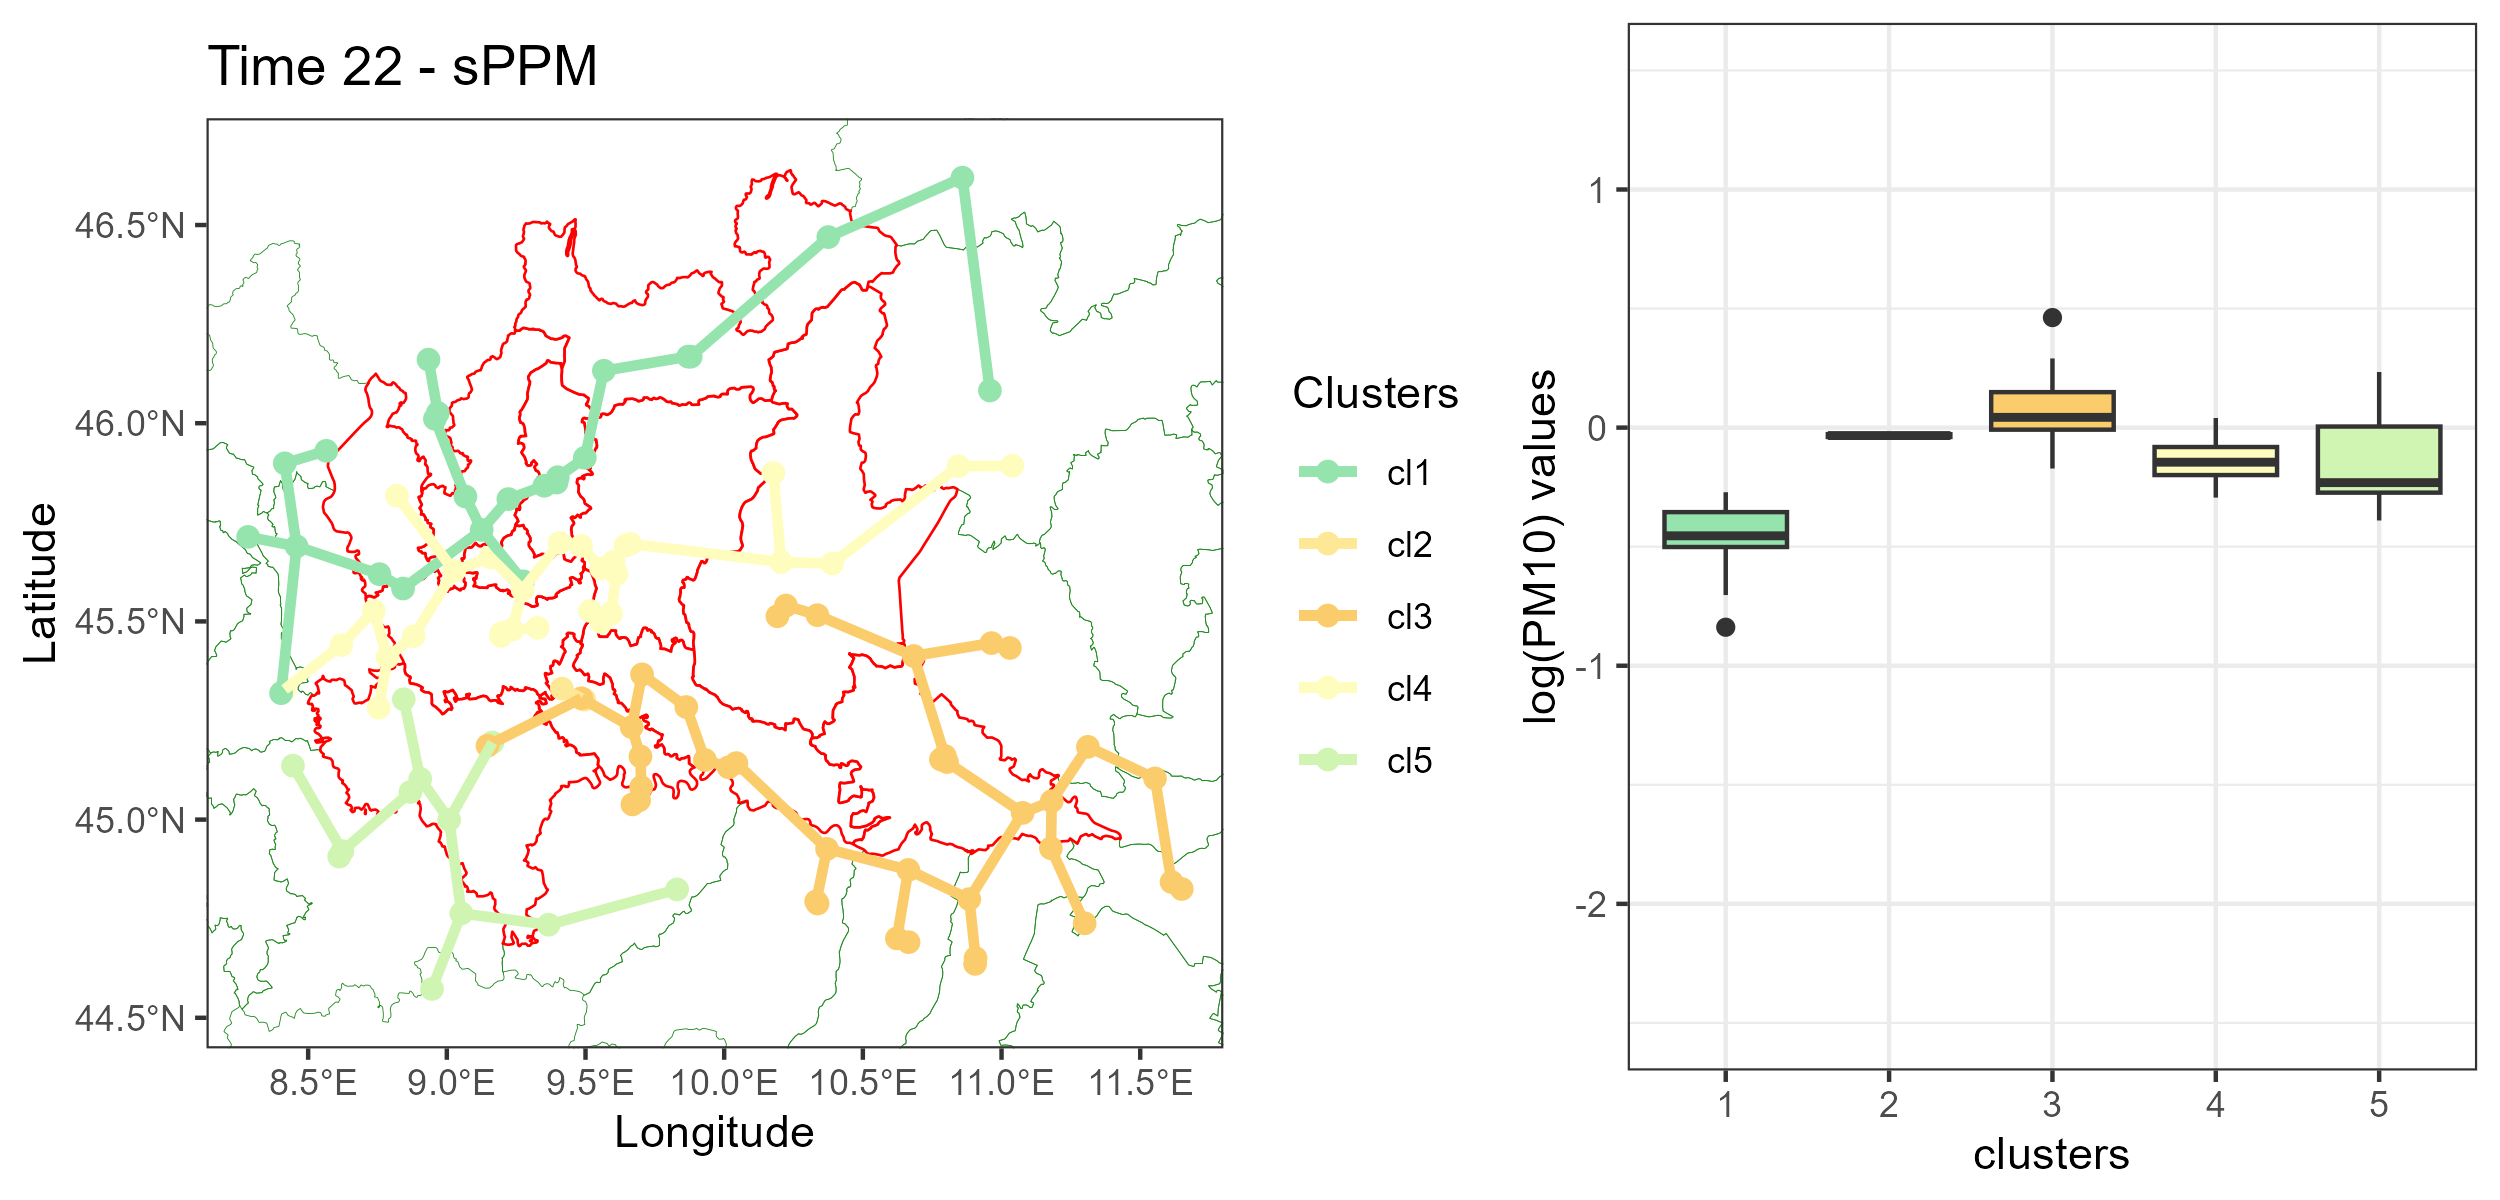 Time 22 - sPPM
46.5°N
46.0°N
45.5°N
45.0°N
44.5°N
Latitude
8.5°E 9.0°E 9.5°E 10.0°E 10.5°E 11.0°E 11.5°E
Longitude
Clusters
cl1
cl2
cl3
cl4
cl5
log(PM10) values
1
0
-1
-2
1 2 3 4 5
clusters